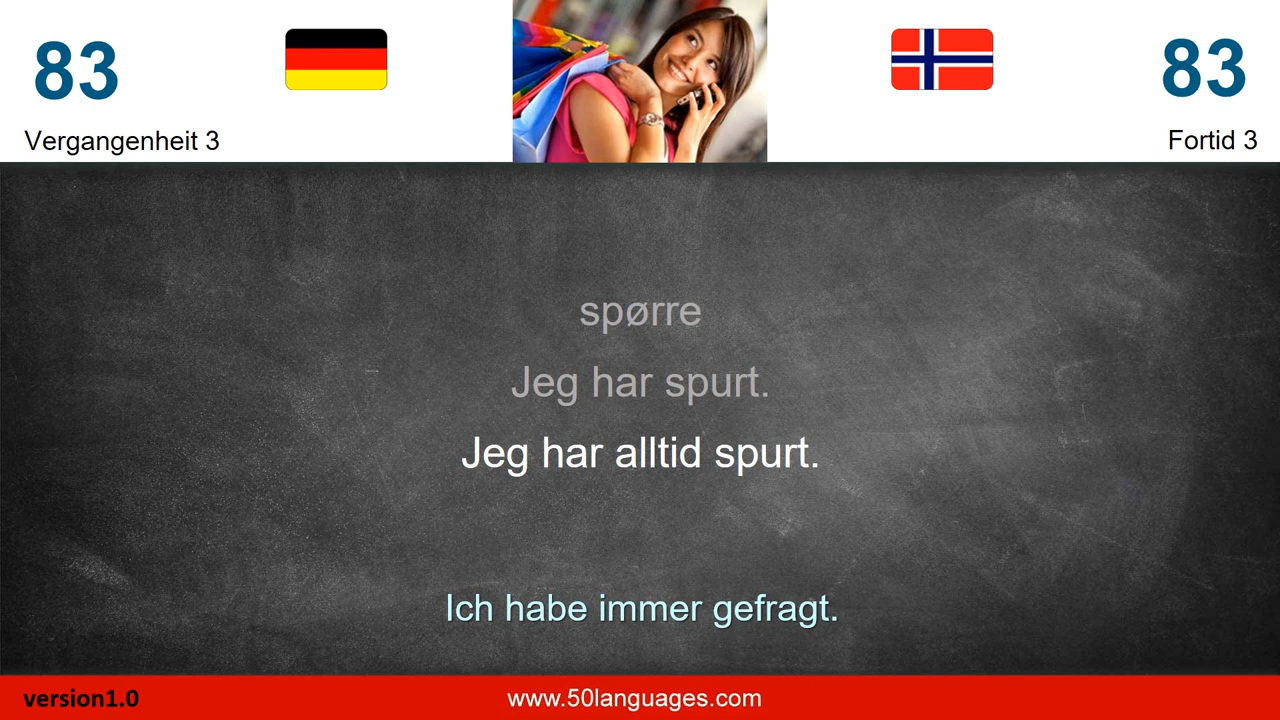 83
83
Vergangenheit 3
Fortid 3
spørre
Jeg har spurt.
Jeg har alltid spurt.
Ich habe immer gefragt.
version1.0
www.50languages.com